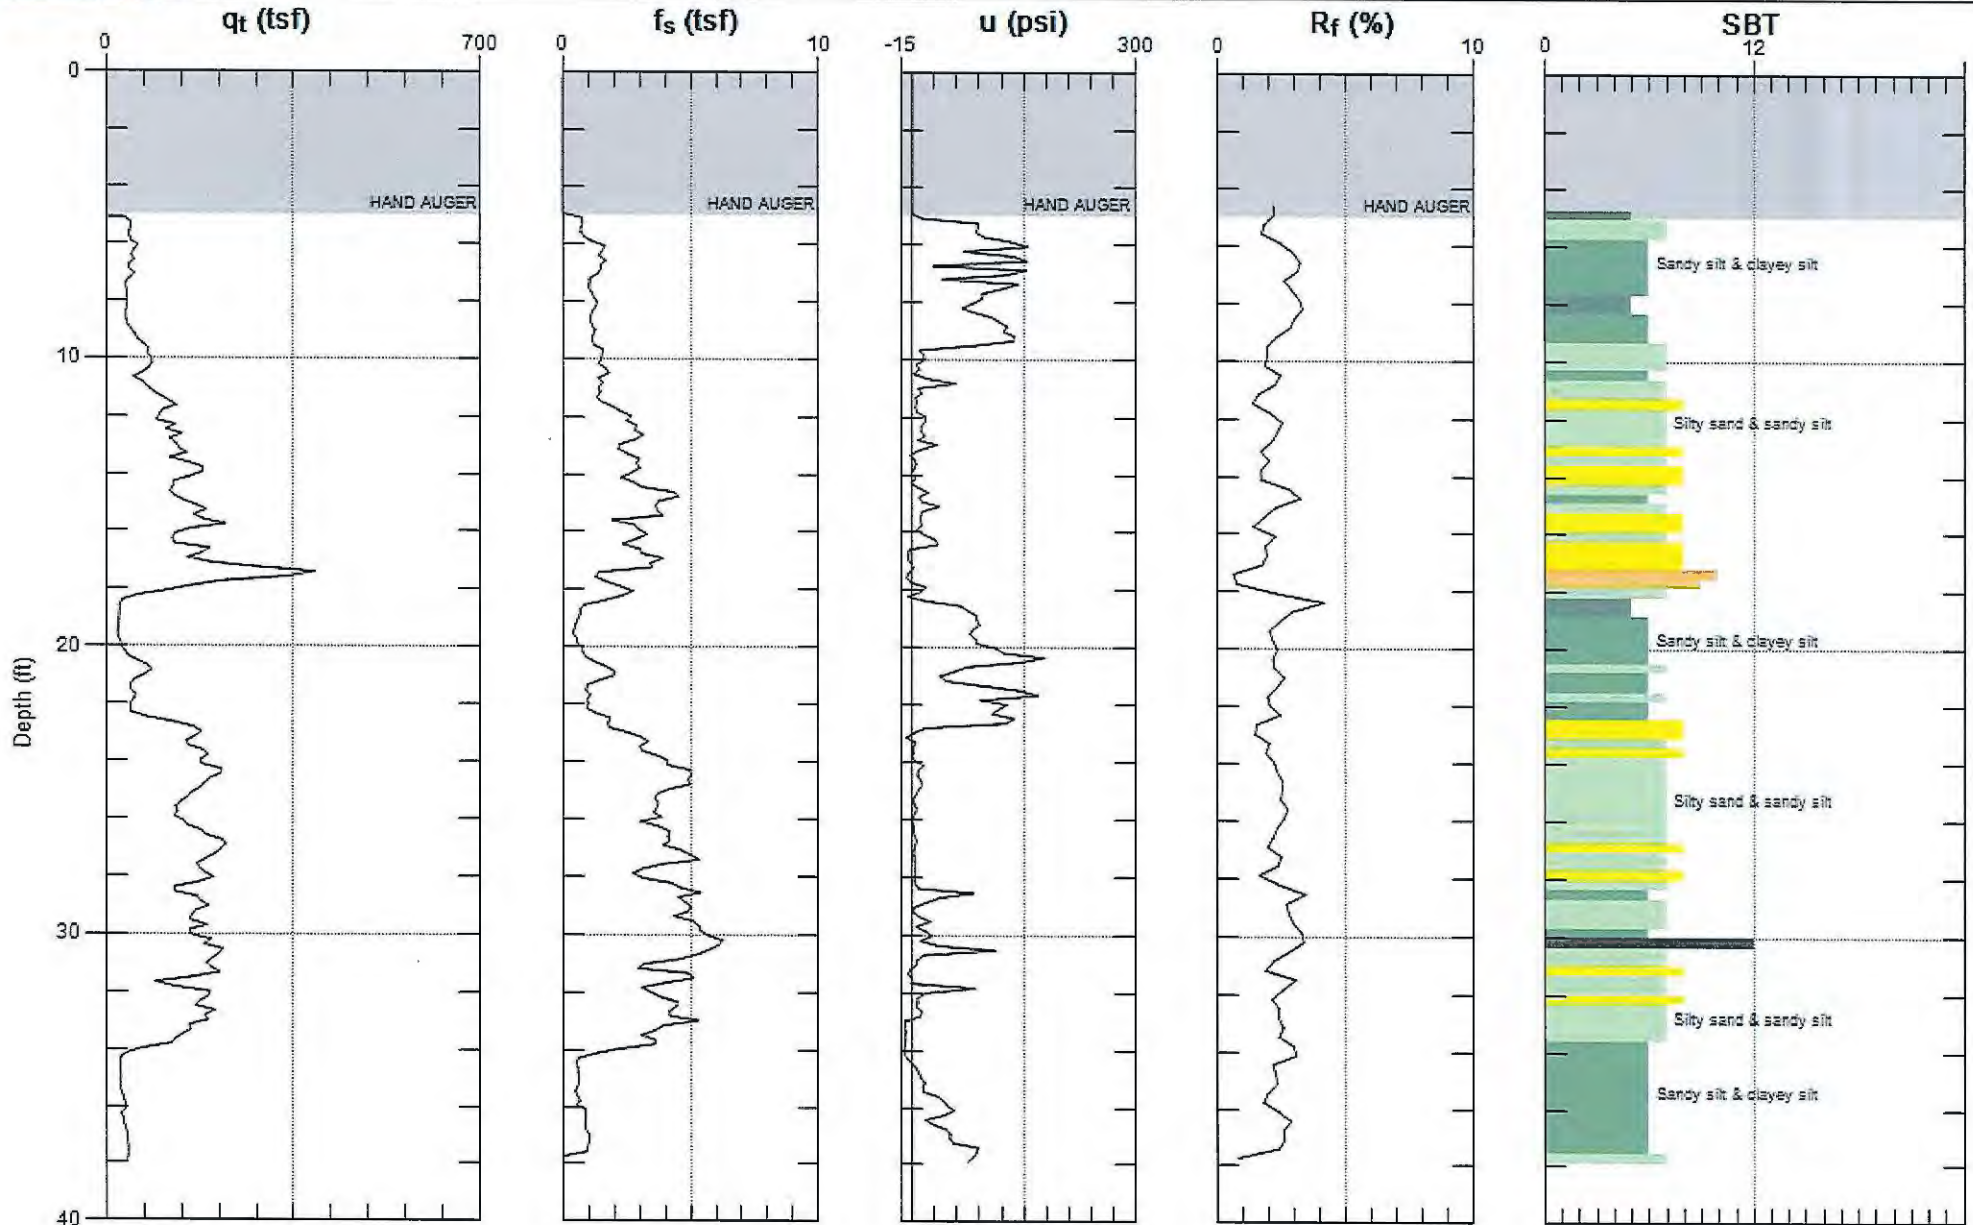 qt (tsf) fs (tsf) u (psi) Rf (%) SBT
0 700 0 10 -15 300 0 10 0 12
0
HAND AUGER HAND AUGER HAND AUGER HAND AUGER
Sandy silt & clayey silt
10
Silty sand & sandy silt
Sandy silt & clayey silt
20
Depth (ft)
Silty sand & sandy silt
30
Silty sand & sandy silt
Sandy silt & clayey silt
40